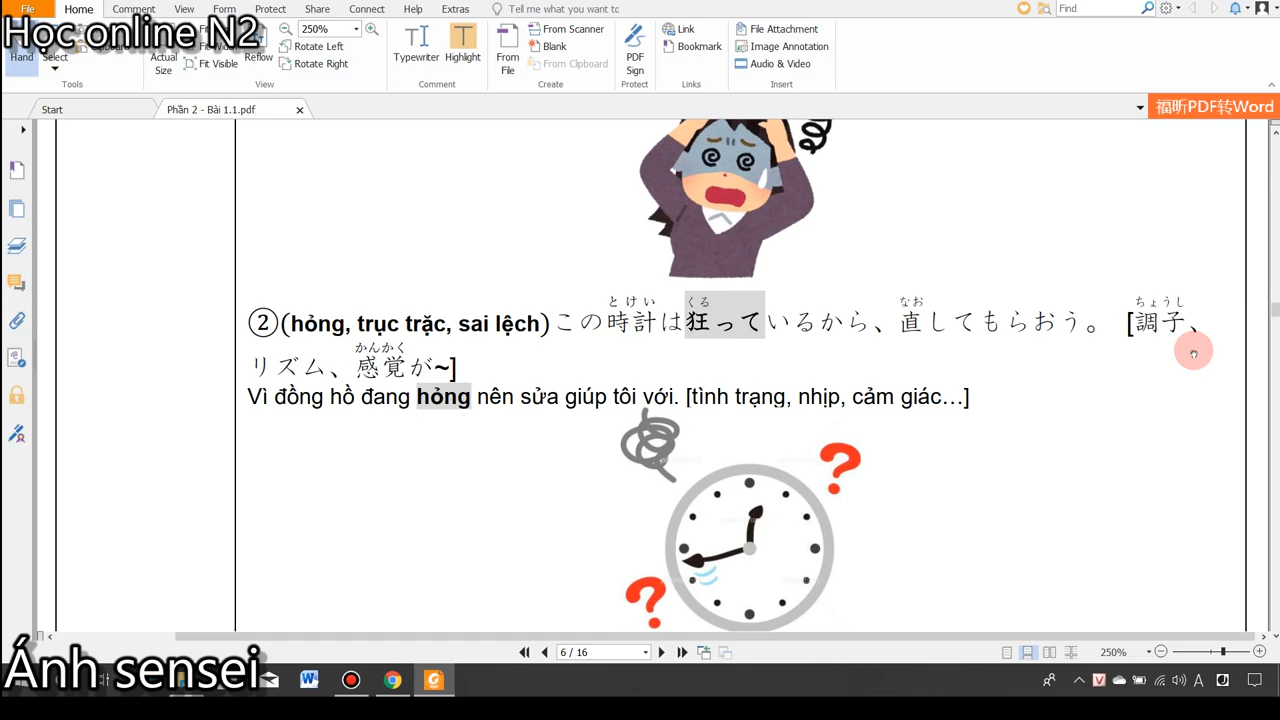 File Home Comment View Form Protect Share Connect Help Extras Tell me what you want to Find
Học online N2
Hand Select Actual Size Fit Visible Reflow 250% Rotate Left Rotate Right Typewriter Highlight From File From Scanner Blank From Clipboard PDF Sign Link Bookmark File Attachment Image Annotation Audio & Video
Tools View Comment Create Protect Links Insert
Start Phần 2 - Bài 1.1.pdf 福昕PDF转Word
とけい くる なお ちょうし
②(hỏng, trục trặc, sai lệch)この時計は狂っているから、直してもらおう。 [調子、
かんかく
リズム、感覚が~]
Vì đồng hồ đang hỏng nên sửa giúp tôi với. [tình trạng, nhịp, cảm giác…]
6 / 16 250%
Ánh sensei